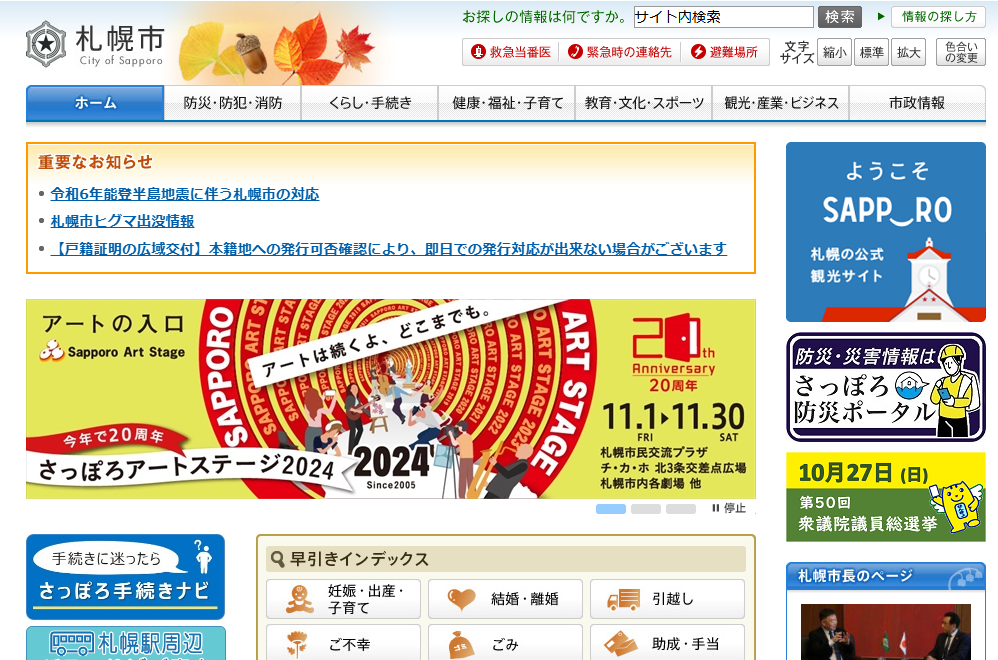 お探しの情報は何ですか。 サイト内検索 検索 情報の探し方
札幌市
City of Sapporo
救急当番医 緊急時の連絡先 避難場所
文字
サイズ
縮小 標準 拡大
色合い
の変更
ホーム 防災・防犯・消防 くらし・手続き 健康・福祉・子育て 教育・文化・スポーツ 観光・産業・ビジネス 市政情報
重要なお知らせ
令和6年能登半島地震に伴う札幌市の対応
札幌市ヒグマ出没情報
【戸籍証明の広域交付】本籍地への発行可否確認により、即日での発行対応が出来ない場合がございます
ようこそ
SAPP_RO
札幌の公式
観光サイト
アートの入口
Sapporo Art Stage
アートは続くよ、どこまでも。
SAPPORO ART STAGE
今年で20周年
さっぽろアートステージ2024
2024
Since2005
20th
Anniversary
20周年
11.1 11.30
FRI SAT
札幌市民交流プラザ
チ・カ・ホ 北3条交差点広場
札幌市内各劇場 他
停止
防災・災害情報は
さっぽろ
防災ポータル
10月27日(日)
第50回
衆議院議員総選挙
手続きに迷ったら
さっぽろ手続きナビ
札幌駅周辺
早引きインデックス
妊娠・出産・
子育て
結婚・離婚
引越し
ご不幸
ごみ
助成・手当
札幌市長のページ